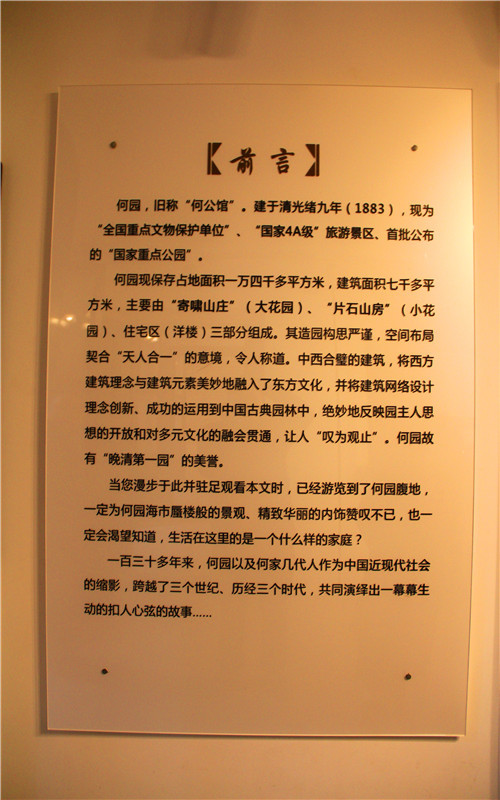 【前言】
何园，旧称“何公馆”。建于清光绪九年（1883），现为
“全国重点文物保护单位”、“国家4A级”旅游景区、首批公布
的“国家重点公园”。
何园现保存占地面积一万四千多平方米，建筑面积七千多平
方米，主要由“寄啸山庄”（大花园）、“片石山房”（小花
园）、住宅区（洋楼）三部分组成。其造园构思严谨，空间布局
契合“天人合一”的意境，令人称道。中西合璧的建筑，将西方
建筑理念与建筑元素美妙地融入了东方文化，并将建筑网络设计
理念创新、成功的运用到中国古典园林中，绝妙地反映园主人思
想的开放和对多元文化的融会贯通，让人“叹为观止”。何园故
有“晚清第一园”的美誉。
当您漫步于此并驻足观看本文时，已经游览到了何园腹地，
一定为何园海市蜃楼般的景观、精致华丽的内饰赞叹不已，也一
定会渴望知道，生活在这里的是一个什么样的家庭？
一百三十多年来，何园以及何家几代人作为中国近现代社会
的缩影，跨越了三个世纪、历经三个时代，共同演绎出一幕幕生
动的扣人心弦的故事……